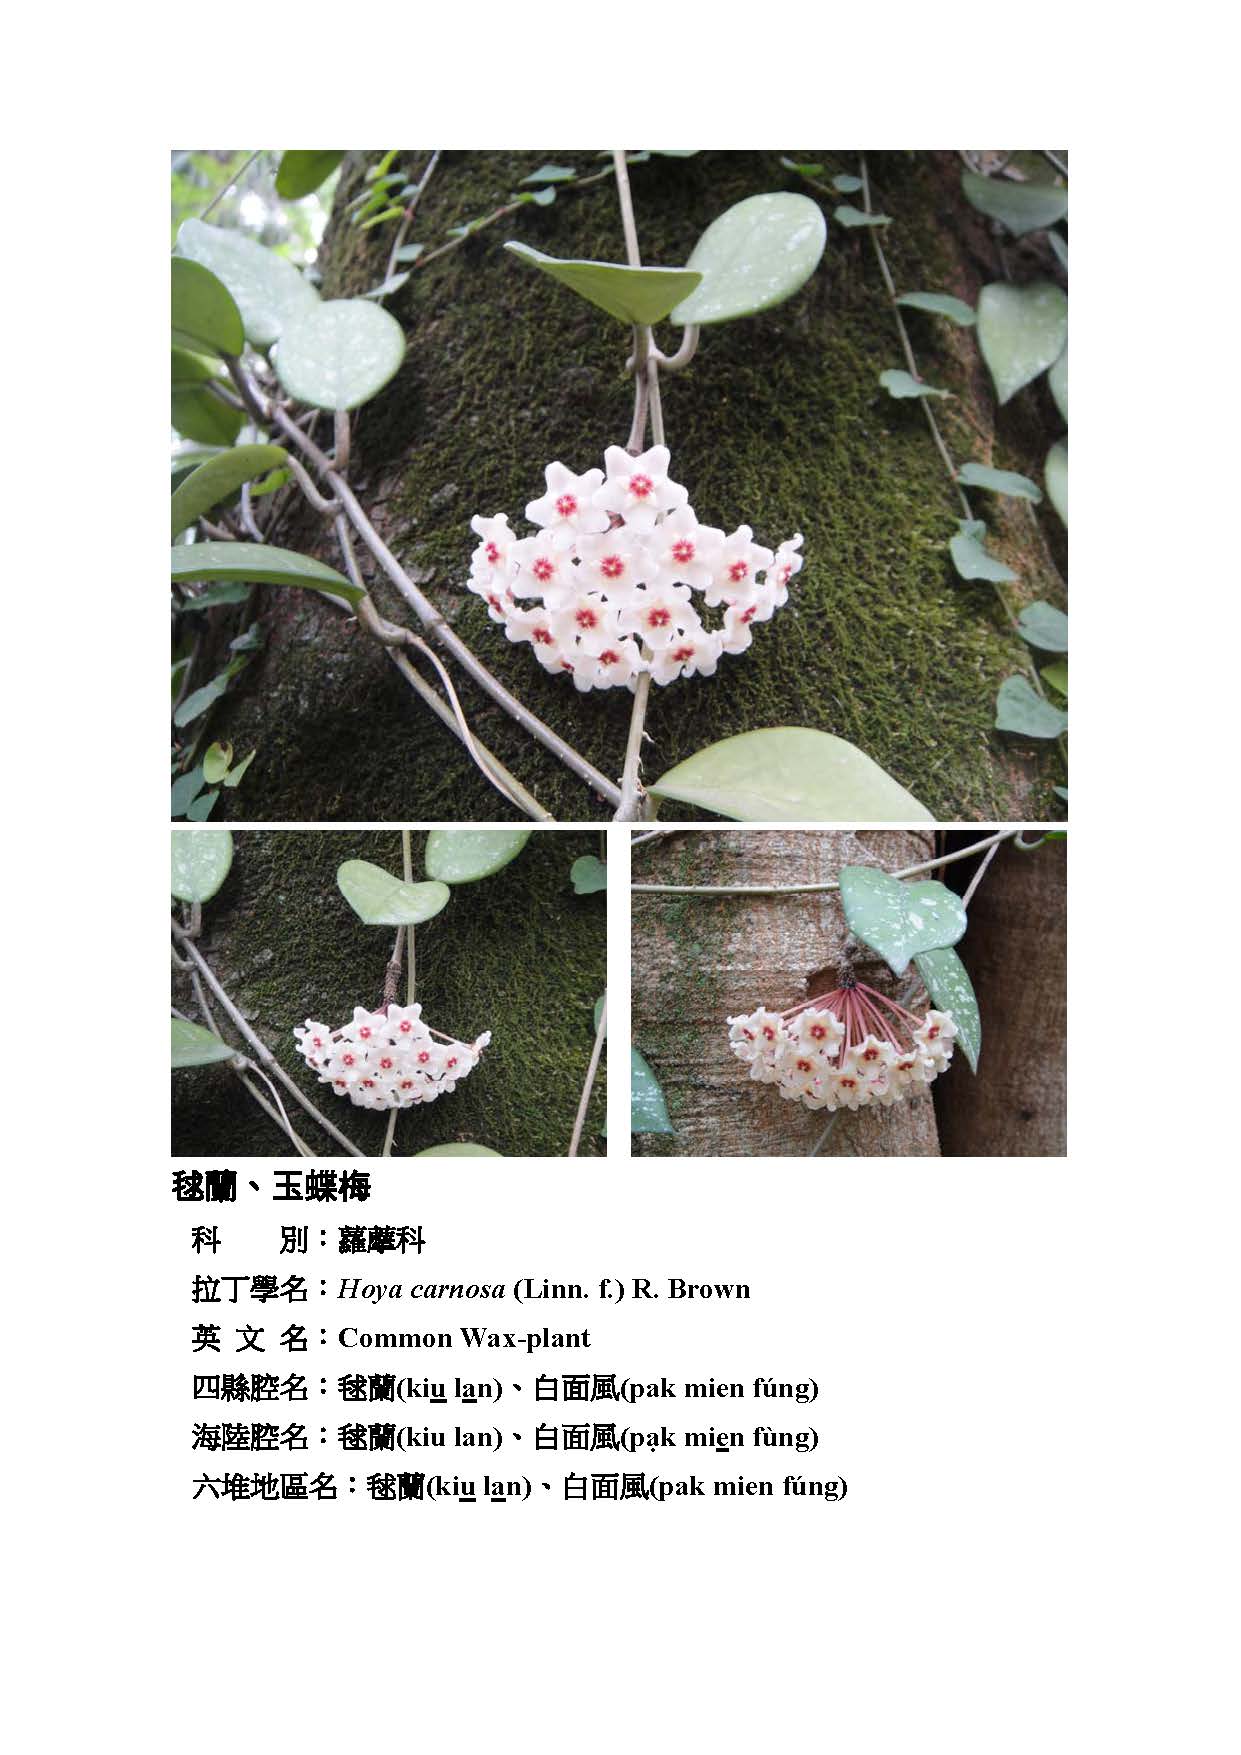 毬蘭、玉蝶梅
科　　別：蘿藦科
拉丁學名：Hoya carnosa (Linn. f.) R. Brown
英 文 名：Common Wax-plant
四縣腔名：毬蘭(kiu̲ la̲n)、白面風(pak mien fúng)
海陸腔名：毬蘭(kiu lan)、白面風(pạk mie̲n fùng)
六堆地區名：毬蘭(kiu̲ la̲n)、白面風(pak mien fúng)